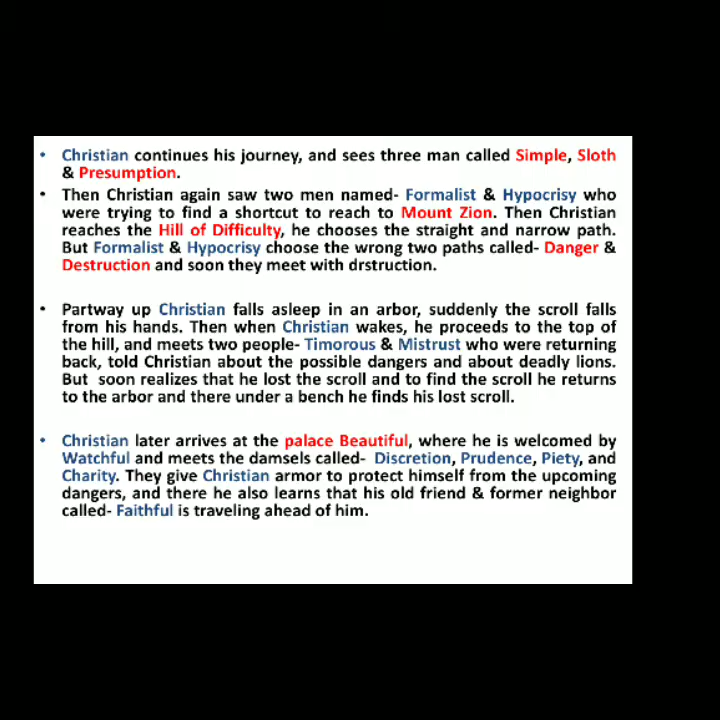 • Christian continues his journey, and sees three man called Simple, Sloth
& Presumption.
• Then Christian again saw two men named- Formalist & Hypocrisy who
were trying to find a shortcut to reach to Mount Zion. Then Christian
reaches the Hill of Difficulty, he chooses the straight and narrow path.
But Formalist & Hypocrisy choose the wrong two paths called- Danger &
Destruction and soon they meet with drstruction.
• Partway up Christian falls asleep in an arbor, suddenly the scroll falls
from his hands. Then when Christian wakes, he proceeds to the top of
the hill, and meets two people- Timorous & Mistrust who were returning
back, told Christian about the possible dangers and about deadly lions.
But soon realizes that he lost the scroll and to find the scroll he returns
to the arbor and there under a bench he finds his lost scroll.
• Christian later arrives at the palace Beautiful, where he is welcomed by
Watchful and meets the damsels called- Discretion, Prudence, Piety, and
Charity. They give Christian armor to protect himself from the upcoming
dangers, and there he also learns that his old friend & former neighbor
called- Faithful is traveling ahead of him.